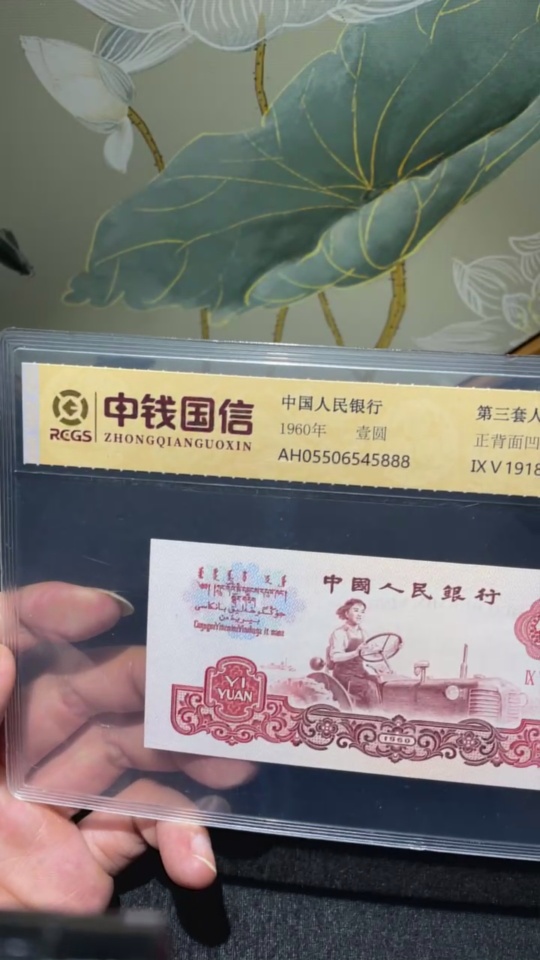 中钱国信
RCGS
ZHONGQIANGUOXIN
中国人民银行
1960年 壹圆
AH05506545888
第三套人
正背面凹
IX V 1918
中國人民銀行
YI
YUAN
1960
IX